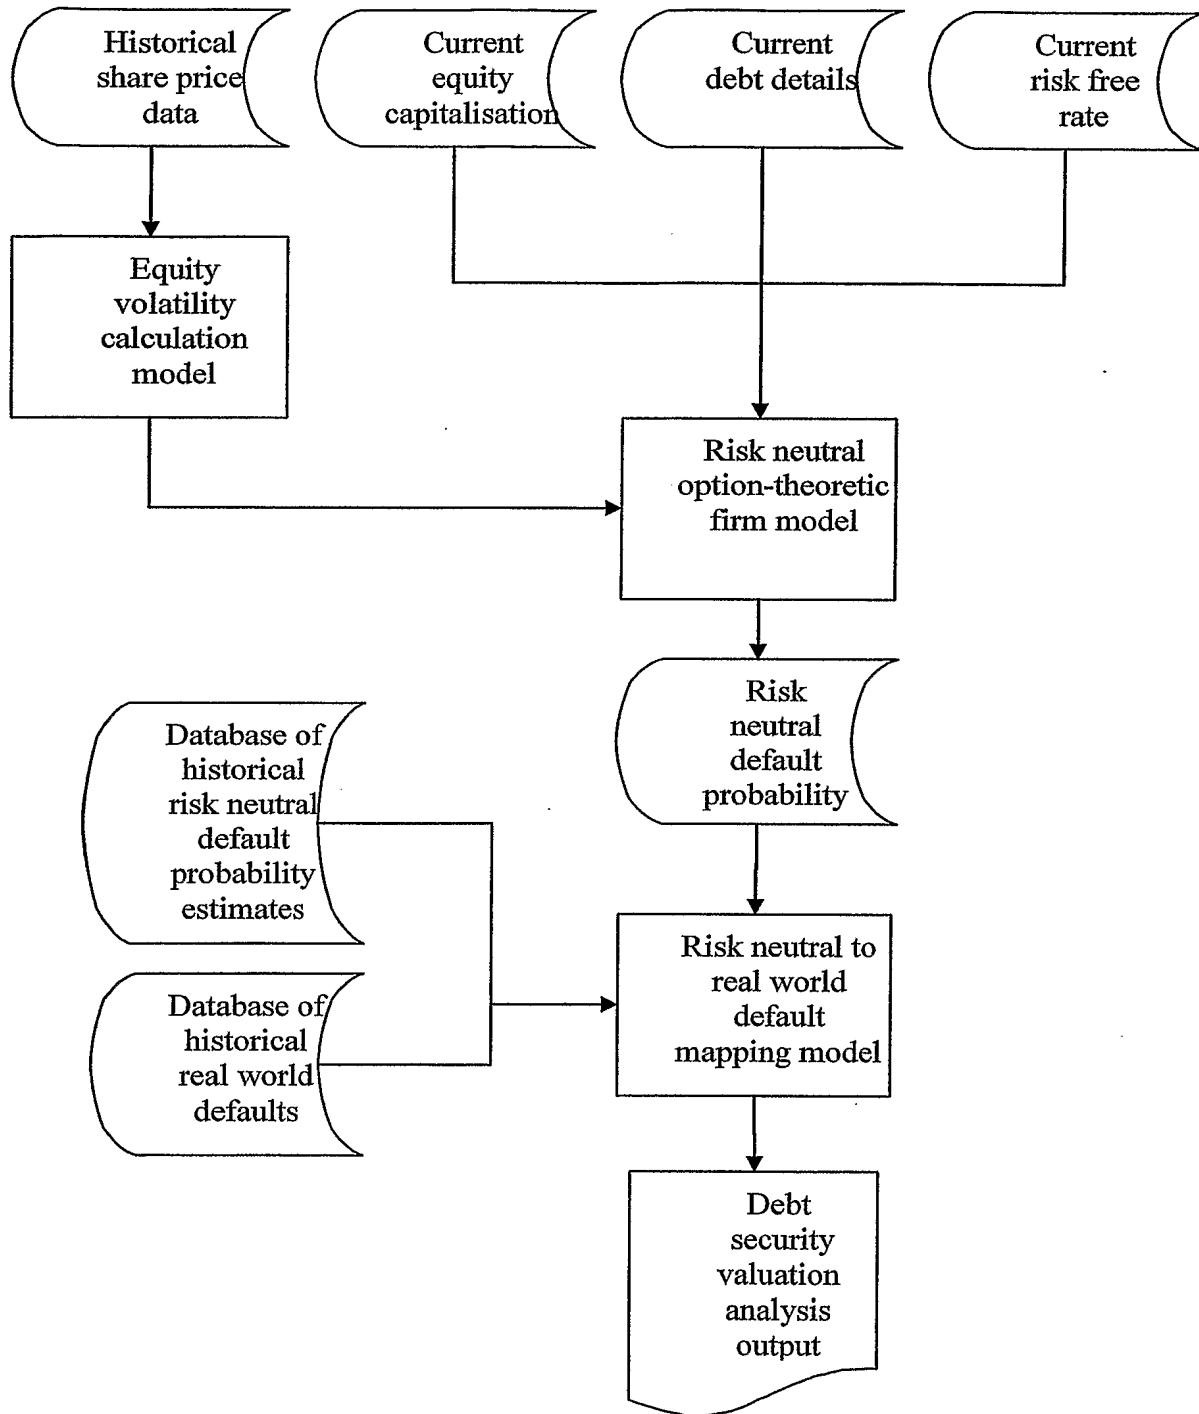 Historical
share price
data
Current
equity
capitalisation
Current
debt details
Current
risk free
rate
Equity
volatility
calculation
model
Risk neutral
option-theoretic
firm model
Risk
neutral
default
probability
Database of
historical
risk neutral
default
probability
estimates
Risk neutral to
real world
default
mapping model
Database of
historical
real world
defaults
Debt
security
valuation
analysis
output